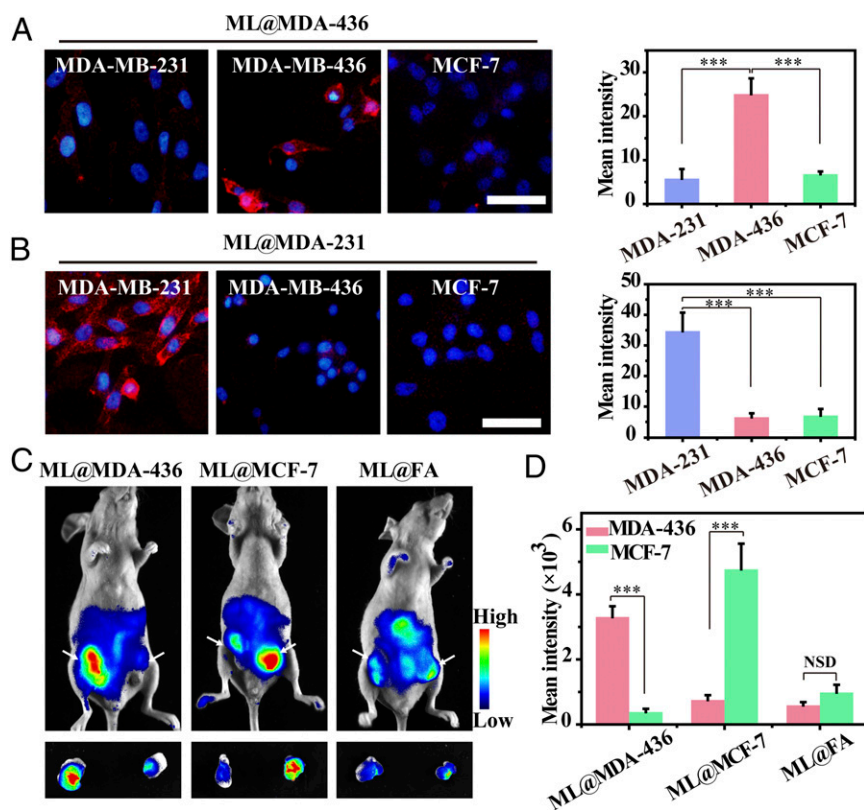 A
ML@MDA-436
MDA-MB-231
MDA-MB-436
MCF-7
Mean intensity
30
20
10
0
***
***
MDA-231
MDA-436
MCF-7
B
ML@MDA-231
MDA-MB-231
MDA-MB-436
MCF-7
Mean intensity
50
40
30
20
10
0
***
***
MDA-231
MDA-436
MCF-7
C
ML@MDA-436
ML@MCF-7
ML@FA
High
Low
D
Mean intensity (×10³)
6
4
2
0
MDA-436
MCF-7
***
***
NSD
ML@MDA-436
ML@MCF-7
ML@FA